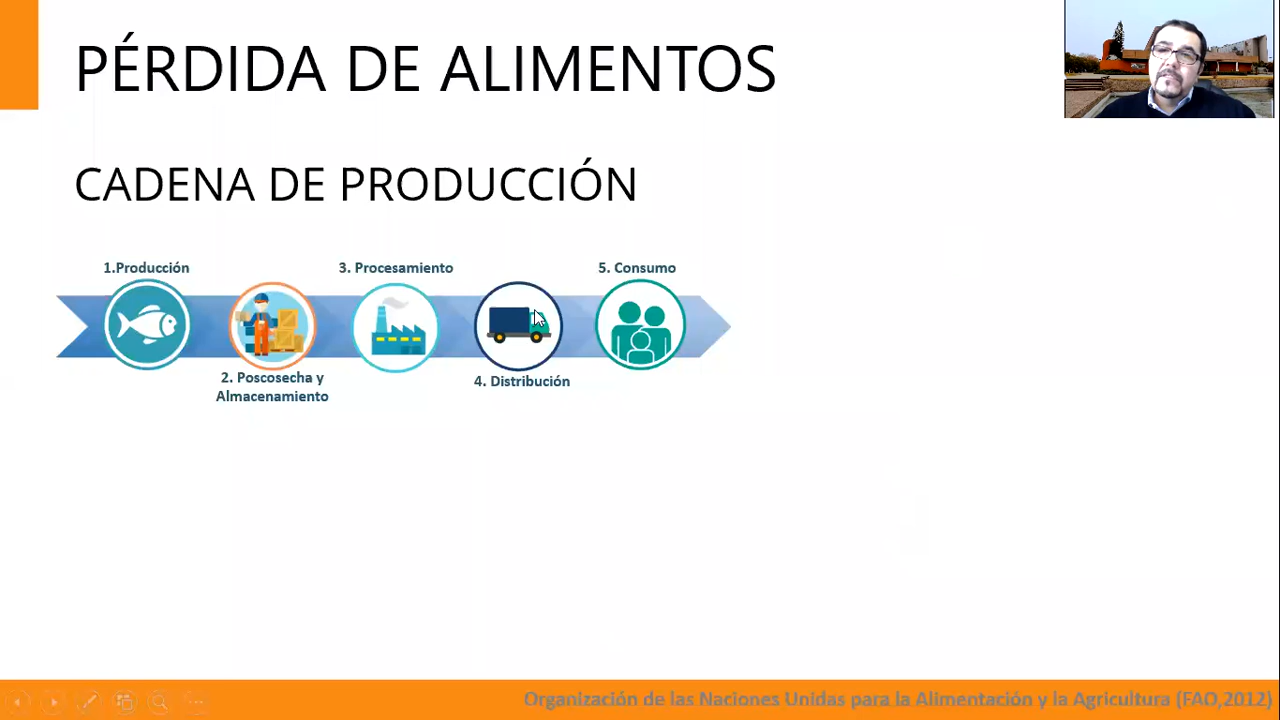 PÉRDIDA DE ALIMENTOS
CADENA DE PRODUCCIÓN
1.Producción
3. Procesamiento
5. Consumo
2. Poscosecha y
Almacenamiento
4. Distribución
Organización de las Naciones Unidas para la Alimentación y la Agricultura (FAO,2012)